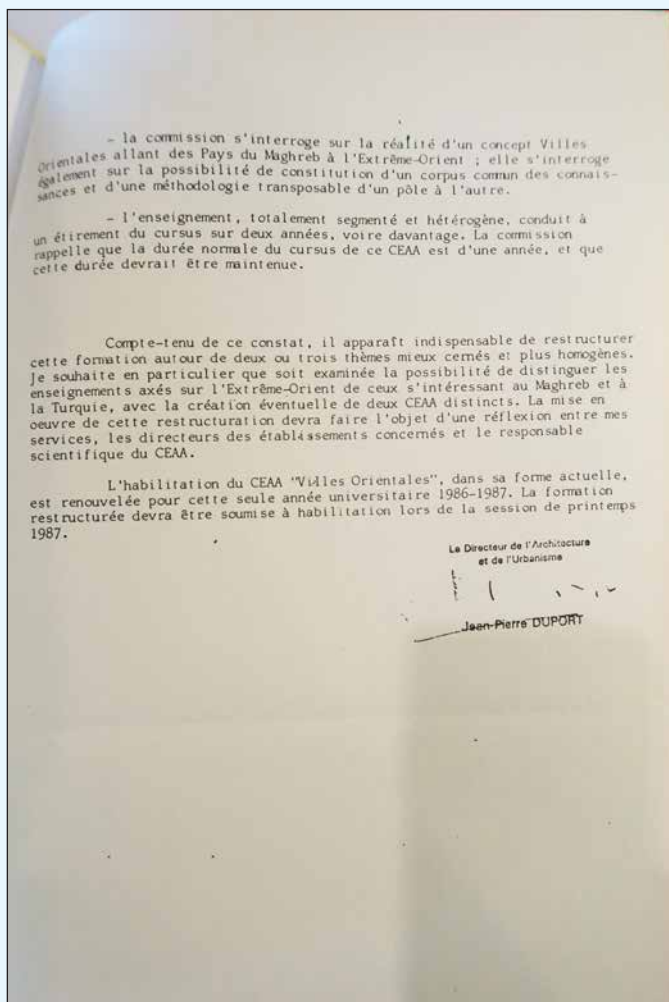 - la commission s'interroge sur la réalité d'un concept Villes
Orientales allant des Pays du Maghreb à l'Extrême-Orient ; elle s'interroge
également sur la possibilité de constitution d'un corpus commun des connais-
sances et d'une méthodologie transposable d'un pôle à l'autre.
- l'enseignement, totalement segmenté et hétérogène, conduit à
un étirement du cursus sur deux années, voire davantage. La commission
rappelle que la durée normale du cursus de ce CEAA est d'une année, et que
cette durée devrait être maintenue.
Compte-tenu de ce constat, il apparaît indispensable de restructurer
cette formation autour de deux ou trois thèmes mieux cernés et plus homogènes.
Je souhaite en particulier que soit examinée la possibilité de distinguer les
enseignements axés sur l'Extrême-Orient de ceux s'intéressant au Maghreb et à
la Turquie, avec la création éventuelle de deux CEAA distincts. La mise en
oeuvre de cette restructuration devra faire l'objet d'une réflexion entre mes
services, les directeurs des établissements concernés et le responsable
scientifique du CEAA.
L'habilitation du CEAA "Villes Orientales", dans sa forme actuelle,
est renouvelée pour cette seule année universitaire 1986-1987. La formation
restructurée devra être soumise à habilitation lors de la session de printemps
1987.
Le Directeur de l'Architecture
et de l'Urbanisme
Jean-Pierre DUPORT